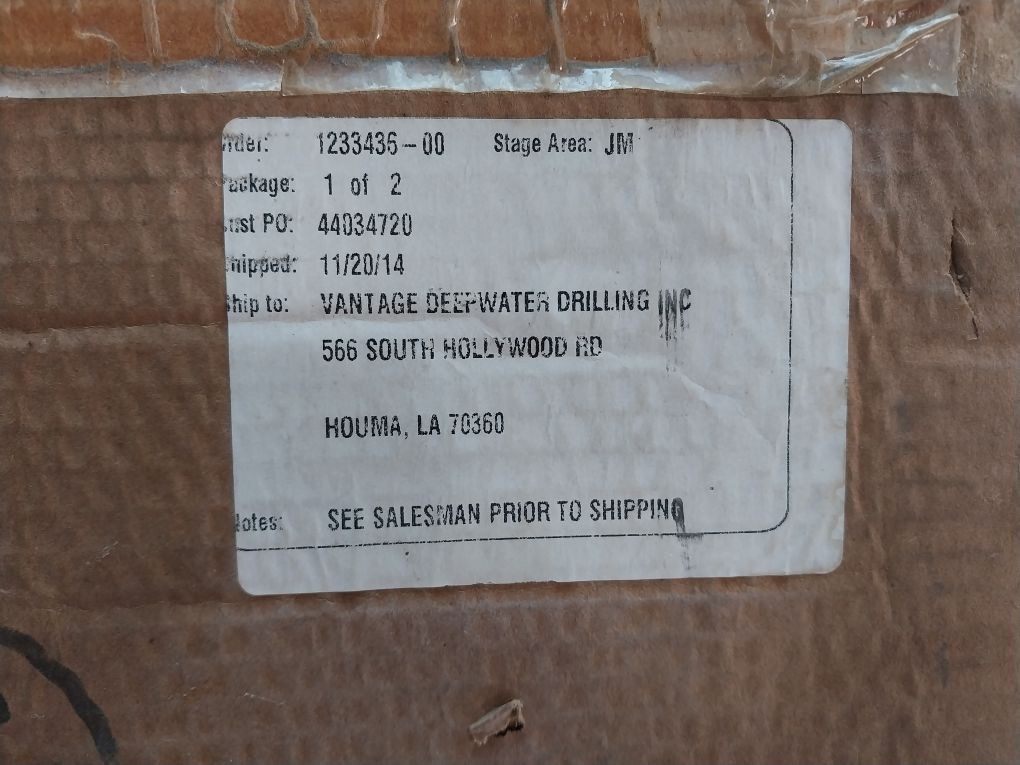 rder: 1233436-00 Stage Area: JM
ackage: 1 of 2
ust PO: 44034720
hipped: 11/20/14
hip to: VANTAGE DEEPWATER DRILLING INC
566 SOUTH HOLLYWOOD RD
HOUMA, LA 70360
Notes: SEE SALESMAN PRIOR TO SHIPPING